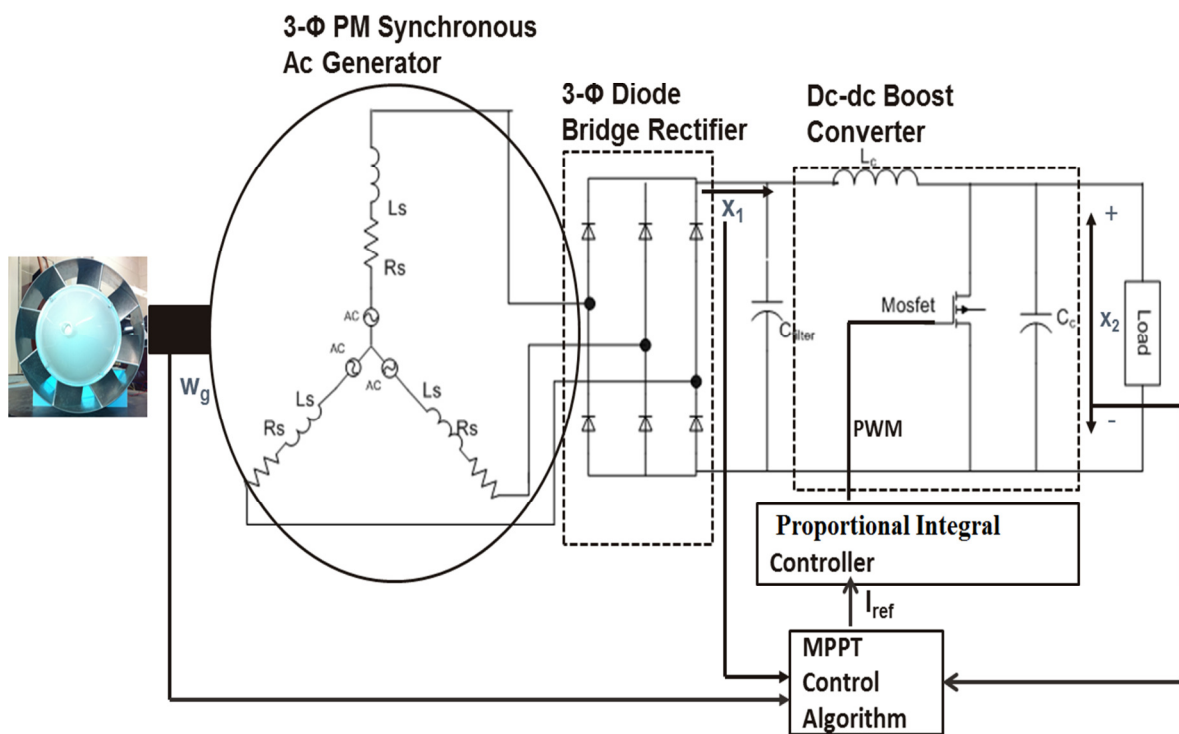 3-Φ PM Synchronous
Ac Generator
3-Φ Diode
Bridge Rectifier
Dc-dc Boost
Converter
Lc
X1
Ls
Rs
AC
AC
AC
Ls
Rs
Ls
Rs
Wg
Cfilter
Mosfet
Cc
+
X2
-
Load
PWM
Proportional Integral
Controller
Iref
MPPT
Control
Algorithm